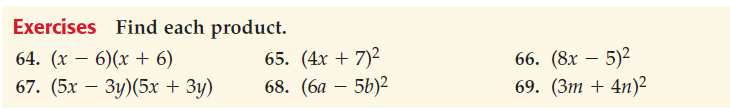 Exercises Find each product.
64. (x − 6)(x + 6) 65. (4x + 7)² 66. (8x − 5)²
67. (5x − 3y)(5x + 3y) 68. (6a − 5b)² 69. (3m + 4n)²